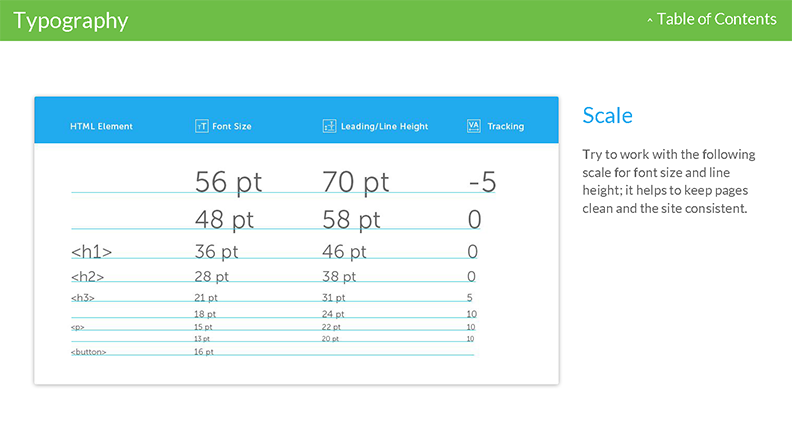 Typography
^ Table of Contents
HTML Element TT Font Size Leading/Line Height VA Tracking
56 pt 70 pt -5
48 pt 58 pt 0
<h1> 36 pt 46 pt 0
<h2> 28 pt 38 pt 0
<h3> 21 pt 31 pt 5
18 pt 24 pt 10
<p> 15 pt 22 pt 10
13 pt 20 pt 10
<button> 16 pt
Scale
Try to work with the following
scale for font size and line
height; it helps to keep pages
clean and the site consistent.